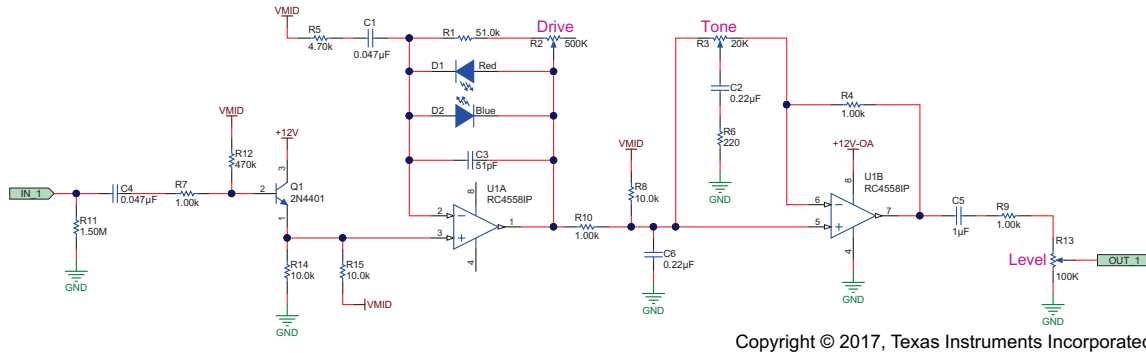 VMID
R5
4.70k
C1
0.047µF
R1
51.0k
Drive
R2
500K
D1
Red
D2
Blue
C3
51pF
Tone
R3
20K
C2
0.22µF
R6
220
GND
R4
1.00k
VMID
R12
470k
+12V
3
Q1
2N4401
2
1
IN_1
C4
0.047µF
R7
1.00k
R11
1.50M
GND
R14
10.0k
GND
R15
10.0k
VMID
U1A
RC4558IP
8
2
3
1
4
R10
1.00k
VMID
R8
10.0k
C6
0.22µF
GND
+12V-OA
8
U1B
RC4558IP
6
5
7
4
GND
C5
1µF
R9
1.00k
R13
Level
100K
GND
OUT_1
Copyright © 2017, Texas Instruments Incorporated